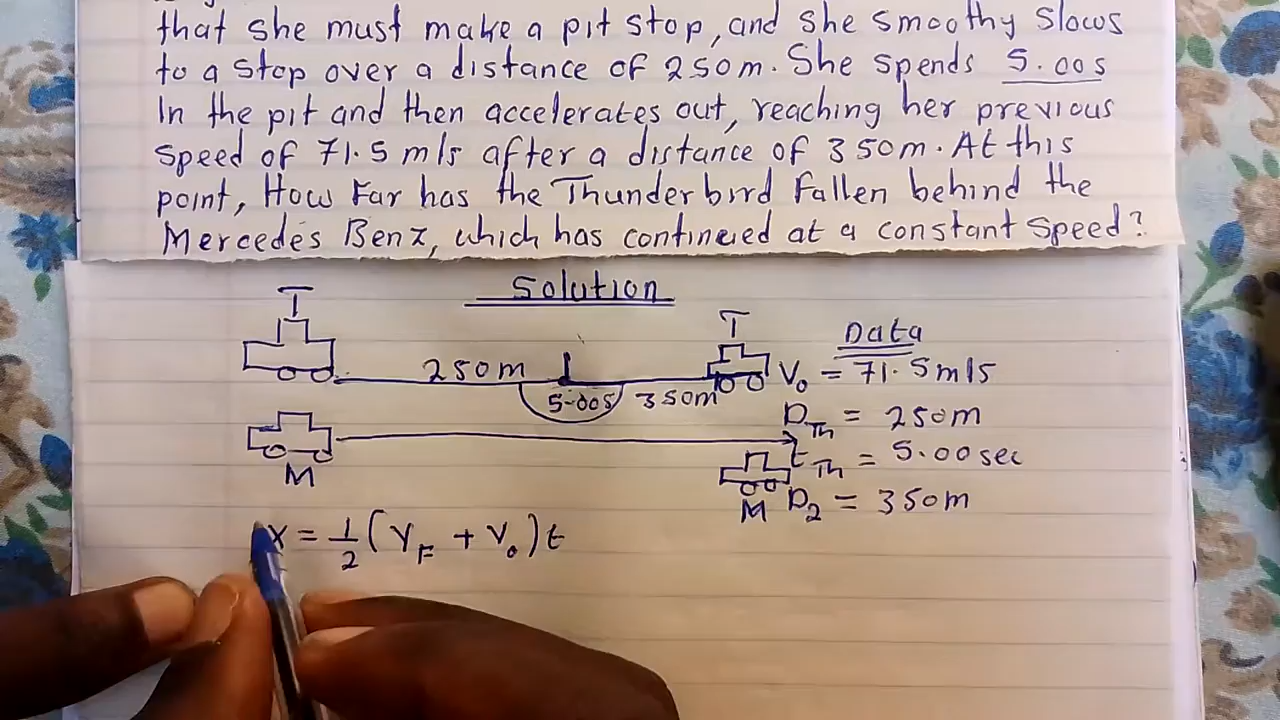 that she must make a pit stop, and she smoothy slows
to a stop over a distance of 250m. She spends 5.00s
In the pit and then accelerates out, reaching her previous
speed of 71.5 m/s after a distance of 350m. At this
point, How Far has the Thunderbird Fallen behind the
Mercedes Benz, which has continued at a constant speed?
Solution
T
T
Data
250m
V₀ = 71.5m/s
5.00s
350m
D_Th = 250m
t_Th = 5.00sec
M
M
D₂ = 350m
x = 1/2 (V_F + V₀)t